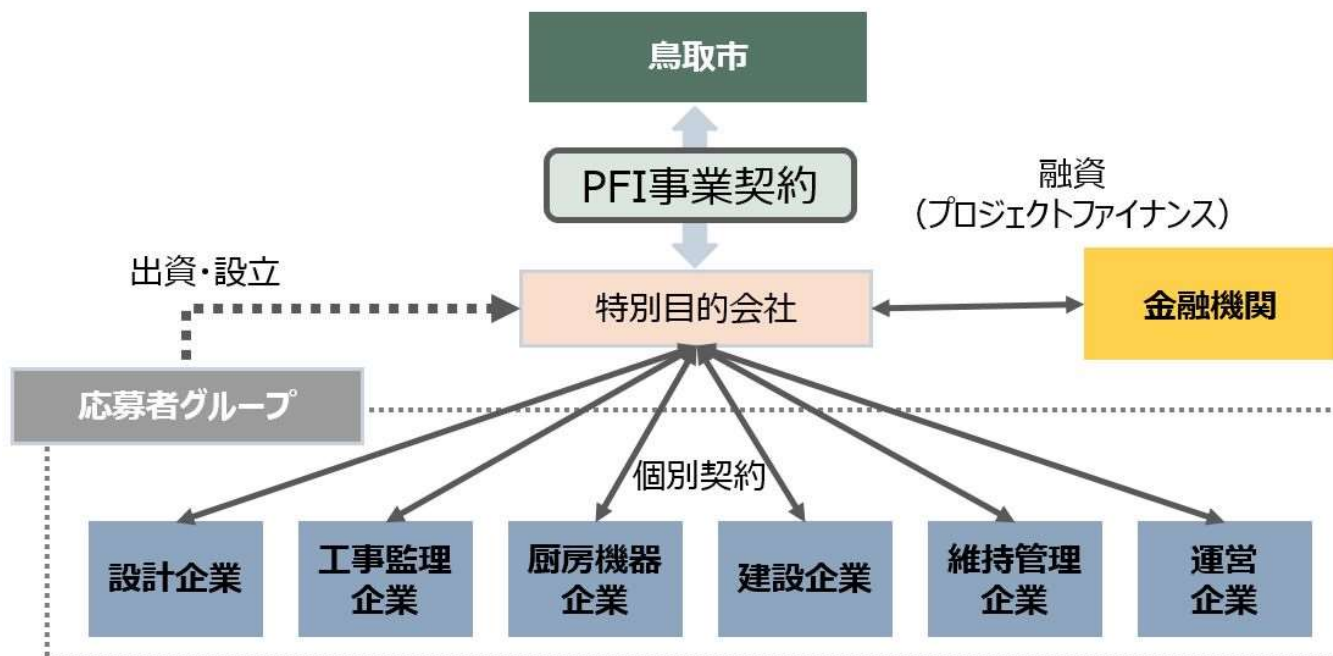 鳥取市
PFI事業契約
融資
（プロジェクトファイナンス）
出資・設立
特別目的会社
金融機関
応募者グループ
個別契約
設計企業
工事監理
企業
厨房機器
企業
建設企業
維持管理
企業
運営
企業